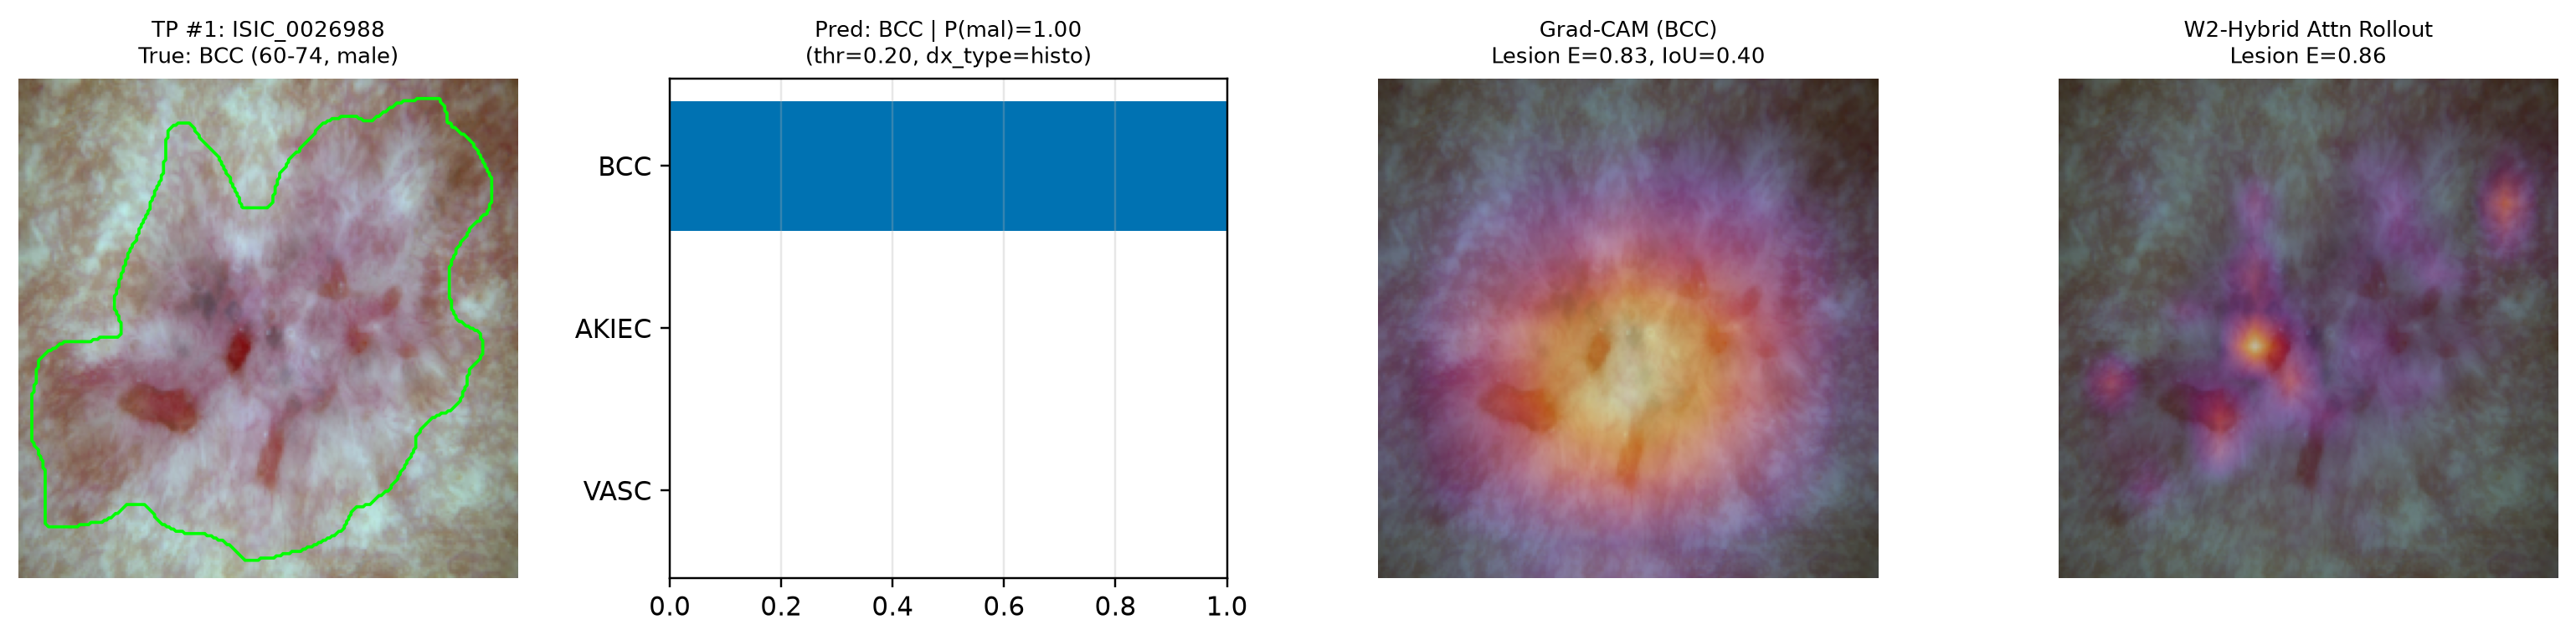 TP #1: ISIC_0026988
True: BCC (60-74, male)
Pred: BCC | P(mal)=1.00
(thr=0.20, dx_type=histo)
BCC
AKIEC
VASC
0.0 0.2 0.4 0.6 0.8 1.0
Grad-CAM (BCC)
Lesion E=0.83, IoU=0.40
W2-Hybrid Attn Rollout
Lesion E=0.86